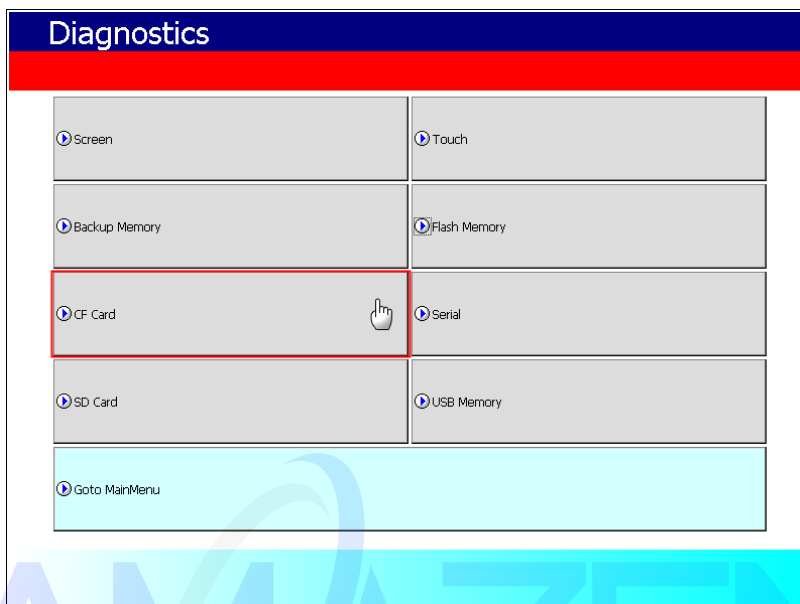 Diagnostics
Screen
Touch
Backup Memory
Flash Memory
CF Card
Serial
SD Card
USB Memory
Goto MainMenu